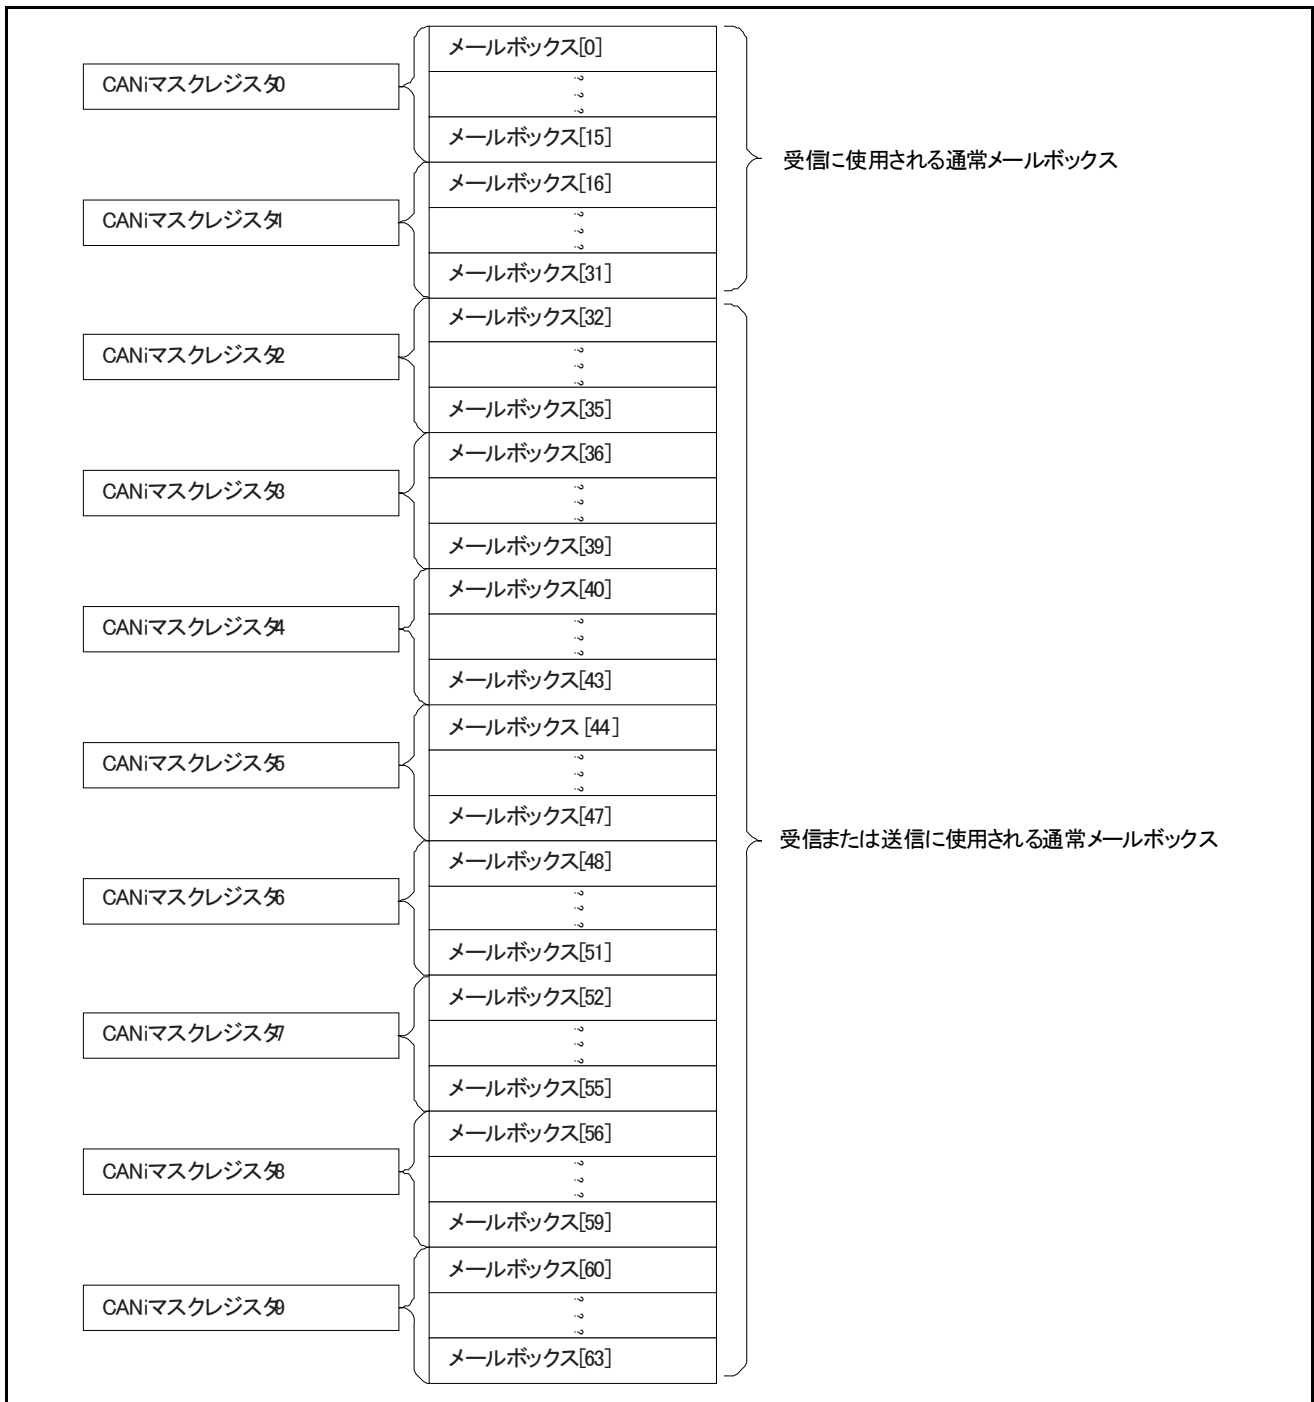 メールボックス[0]
CANiマスクレジスタ0
:?
:?
:?
メールボックス[15]
受信に使用される通常メールボックス
メールボックス[16]
CANiマスクレジスタ1
:?
:?
:?
メールボックス[31]
メールボックス[32]
CANiマスクレジスタ2
:?
:?
:?
メールボックス[35]
メールボックス[36]
CANiマスクレジスタ3
:?
:?
:?
メールボックス[39]
メールボックス[40]
CANiマスクレジスタ4
:?
:?
:?
メールボックス[43]
メールボックス [44]
CANiマスクレジスタ5
:?
:?
:?
メールボックス[47]
受信または送信に使用される通常メールボックス
メールボックス[48]
CANiマスクレジスタ6
:?
:?
:?
メールボックス[51]
メールボックス[52]
CANiマスクレジスタ7
:?
:?
:?
メールボックス[55]
メールボックス[56]
CANiマスクレジスタ8
:?
:?
:?
メールボックス[59]
メールボックス[60]
CANiマスクレジスタ9
:?
:?
:?
メールボックス[63]